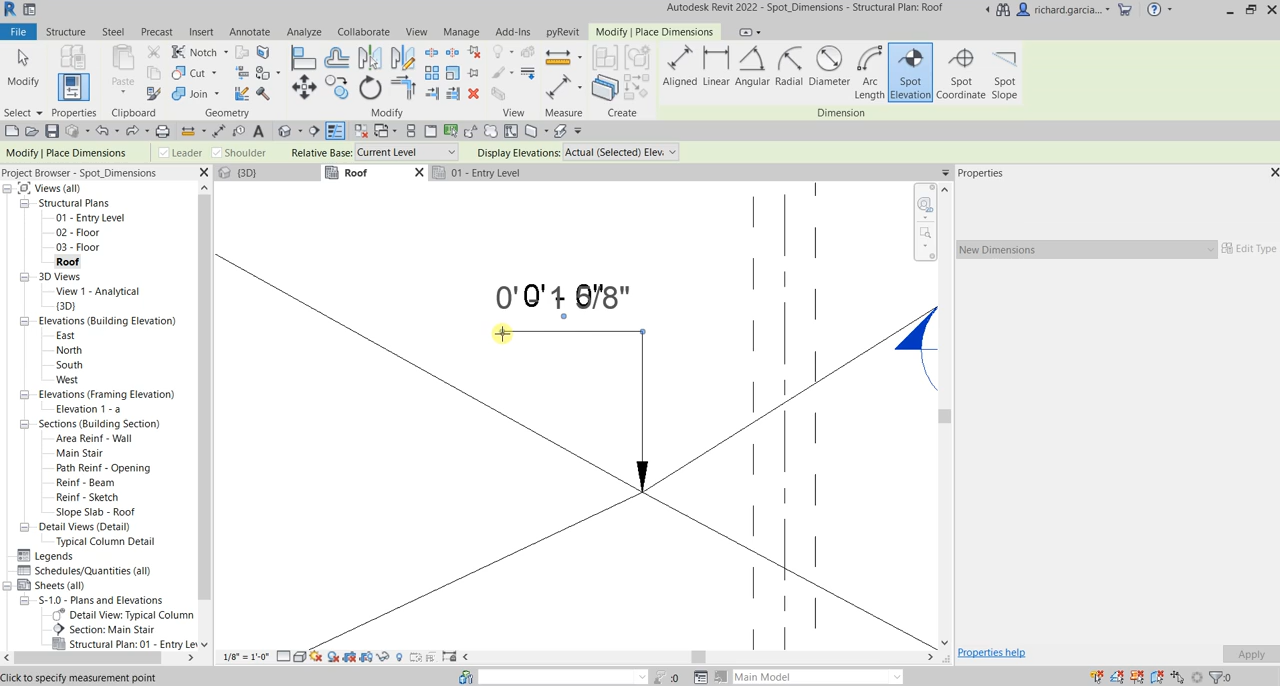 Autodesk Revit 2022 - Spot_Dimensions - Structural Plan: Roof
richard.garcia...
File Structure Steel Precast Insert Annotate Analyze Collaborate View Manage Add-Ins pyRevit Modify | Place Dimensions
Modify
Paste
Notch
Cut
Join
Aligned Linear Angular Radial Diameter Arc Length Spot Elevation Spot Coordinate Spot Slope
Select Properties Clipboard Geometry Modify View Measure Create Dimension
Modify | Place Dimensions Leader Shoulder Relative Base: Current Level Display Elevations: Actual (Selected) Elev.
Project Browser - Spot_Dimensions
Views (all)
Structural Plans
01 - Entry Level
02 - Floor
03 - Floor
Roof
3D Views
View 1 - Analytical
{3D}
Elevations (Building Elevation)
East
North
South
West
Elevations (Framing Elevation)
Elevation 1 - a
Sections (Building Section)
Area Reinf - Wall
Main Stair
Path Reinf - Opening
Reinf - Beam
Reinf - Sketch
Slope Slab - Roof
Detail Views (Detail)
Typical Column Detail
Legends
Schedules/Quantities (all)
Sheets (all)
S-1.0 - Plans and Elevations
Detail View: Typical Column
Section: Main Stair
Structural Plan: 01 - Entry Lev
{3D} Roof 01 - Entry Level
1/8" = 1'-0"
Properties
New Dimensions Edit Type
Properties help Apply
Click to specify measurement point :0 Main Model :0